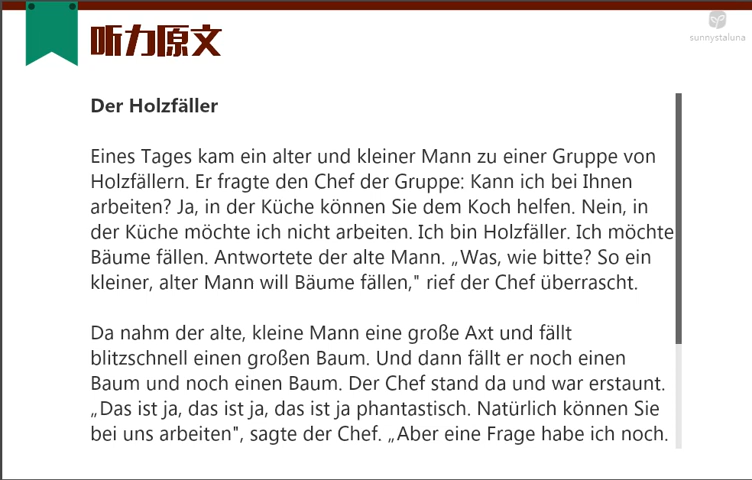 听力原文
sunnystaluna
Der Holzfäller
Eines Tages kam ein alter und kleiner Mann zu einer Gruppe von
Holzfällern. Er fragte den Chef der Gruppe: Kann ich bei Ihnen
arbeiten? Ja, in der Küche können Sie dem Koch helfen. Nein, in
der Küche möchte ich nicht arbeiten. Ich bin Holzfäller. Ich möchte
Bäume fällen. Antwortete der alte Mann. „Was, wie bitte? So ein
kleiner, alter Mann will Bäume fällen," rief der Chef überrascht.
Da nahm der alte, kleine Mann eine große Axt und fällt
blitzschnell einen großen Baum. Und dann fällt er noch einen
Baum und noch einen Baum. Der Chef stand da und war erstaunt.
„Das ist ja, das ist ja, das ist ja phantastisch. Natürlich können Sie
bei uns arbeiten", sagte der Chef. „Aber eine Frage habe ich noch.